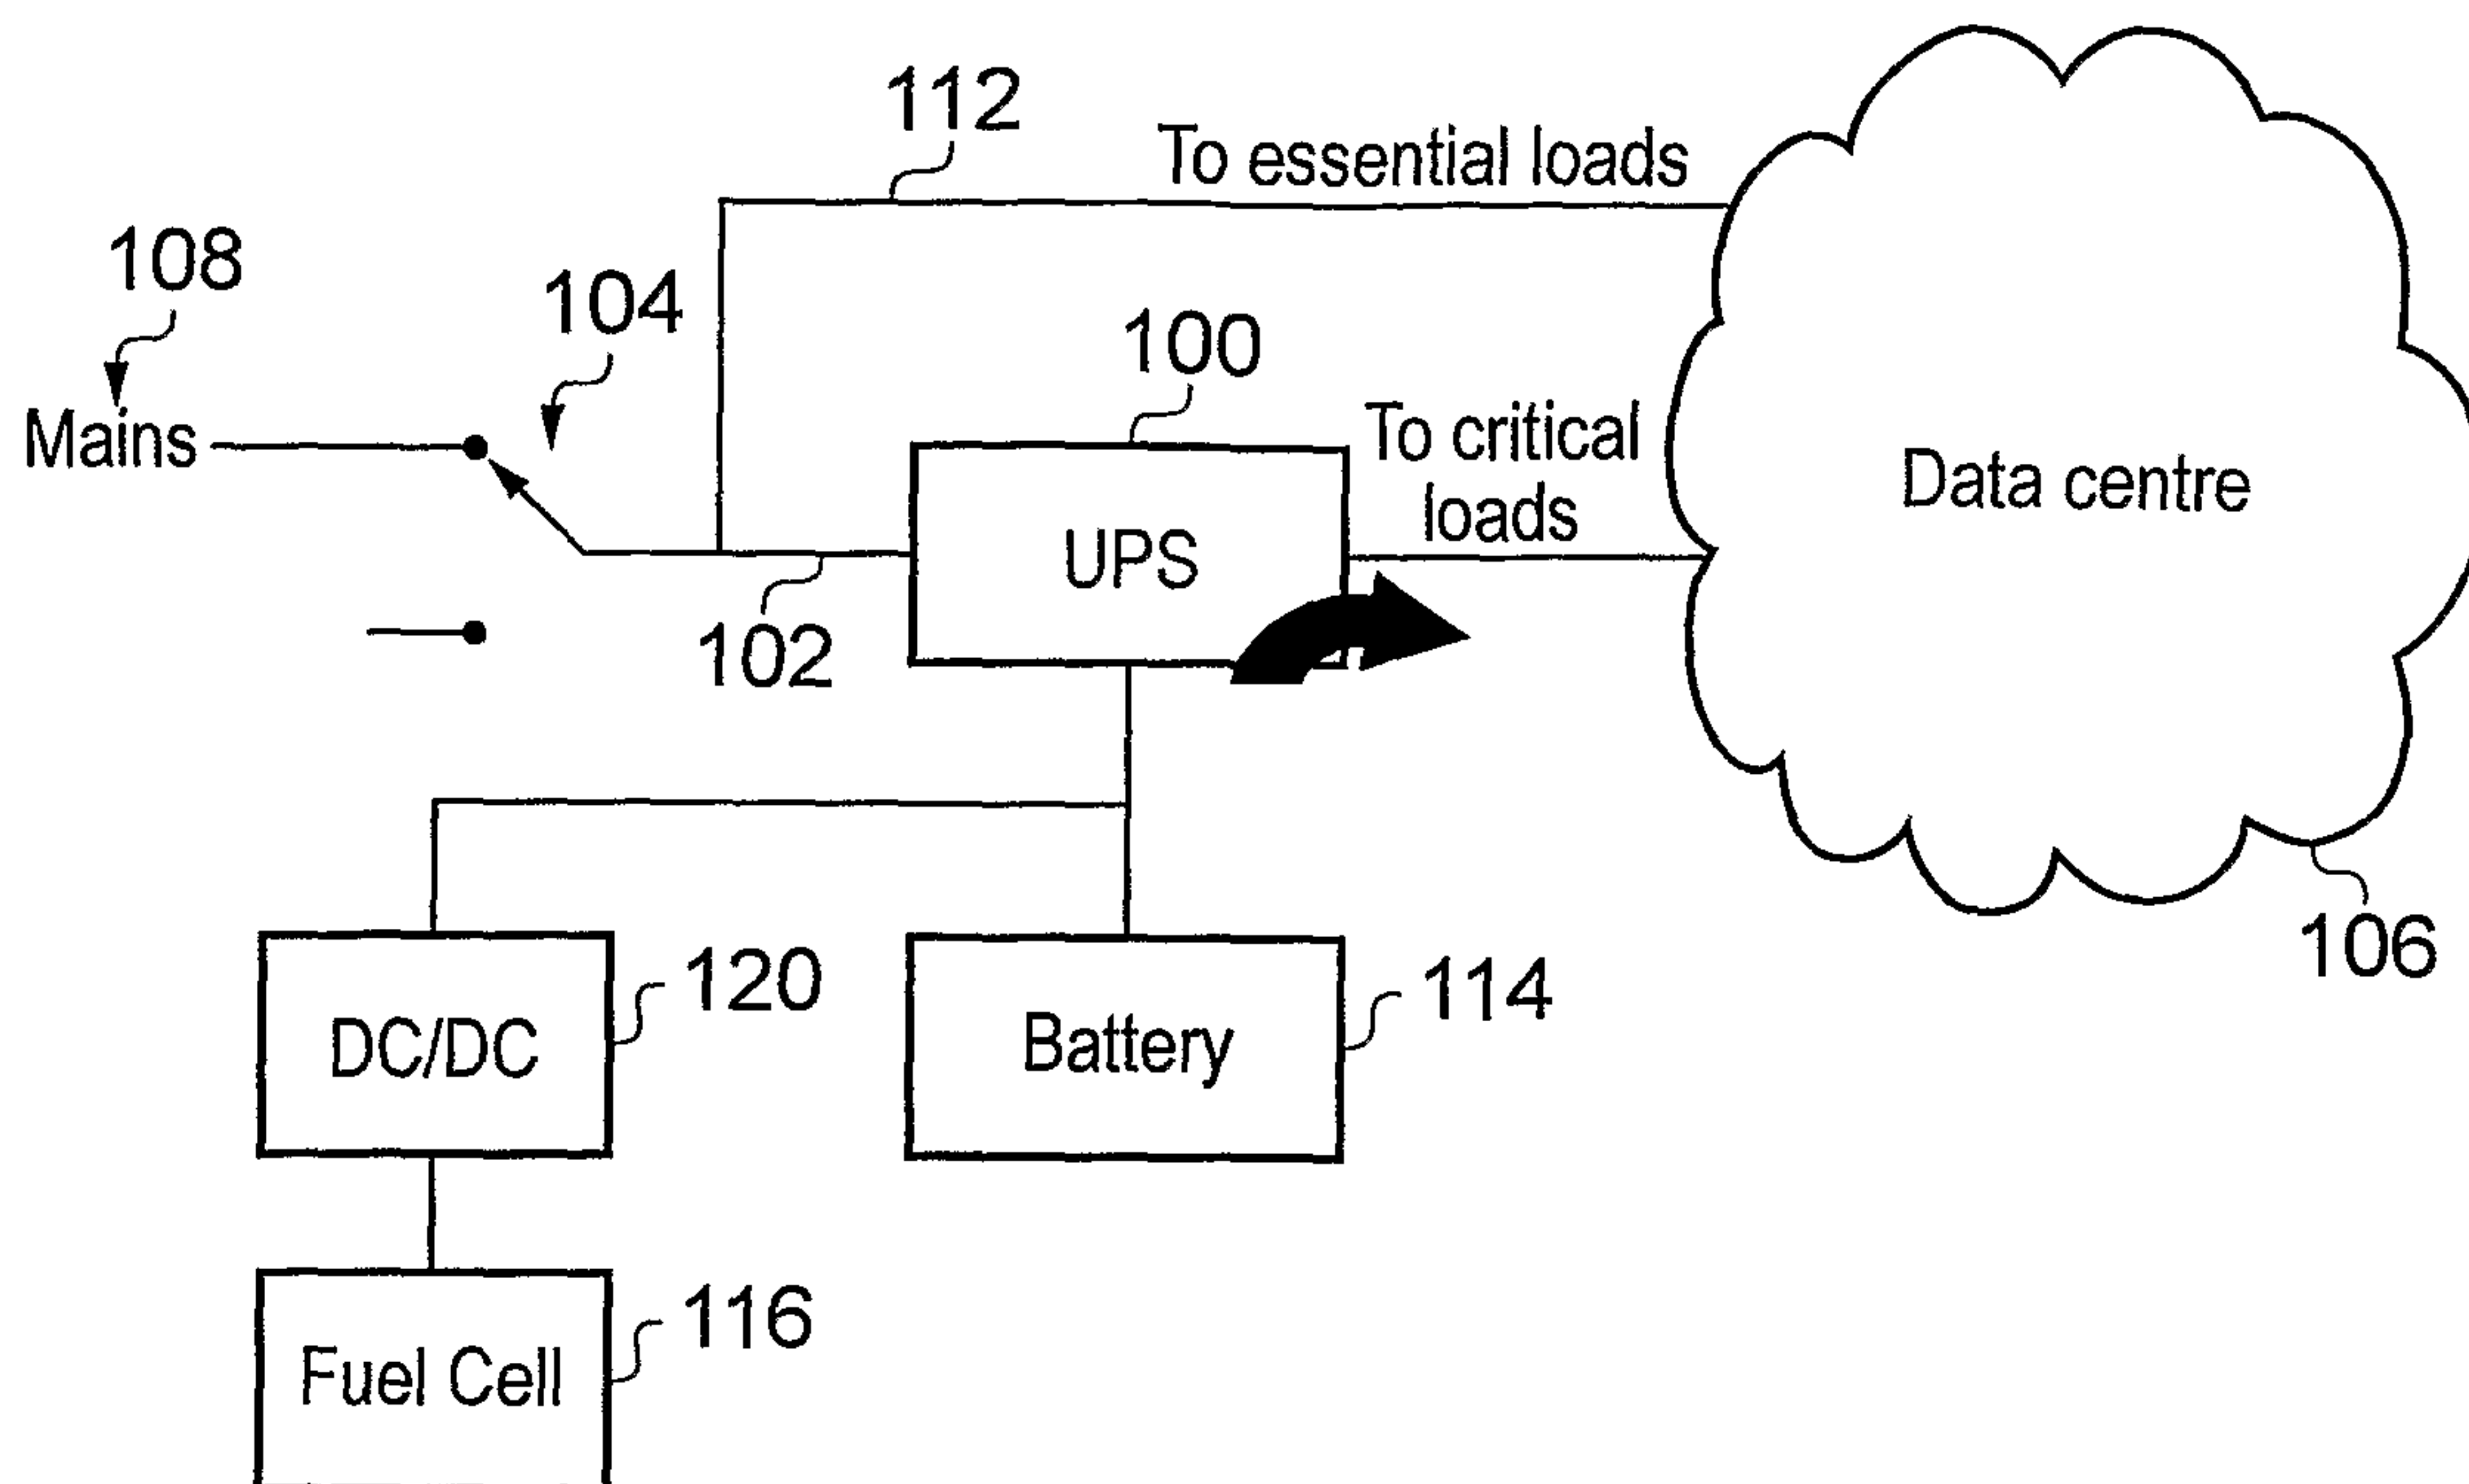 112
To essential loads
108
104
100
Mains
To critical
loads
Data centre
UPS
102
106
120
114
DC/DC
Battery
116
Fuel Cell